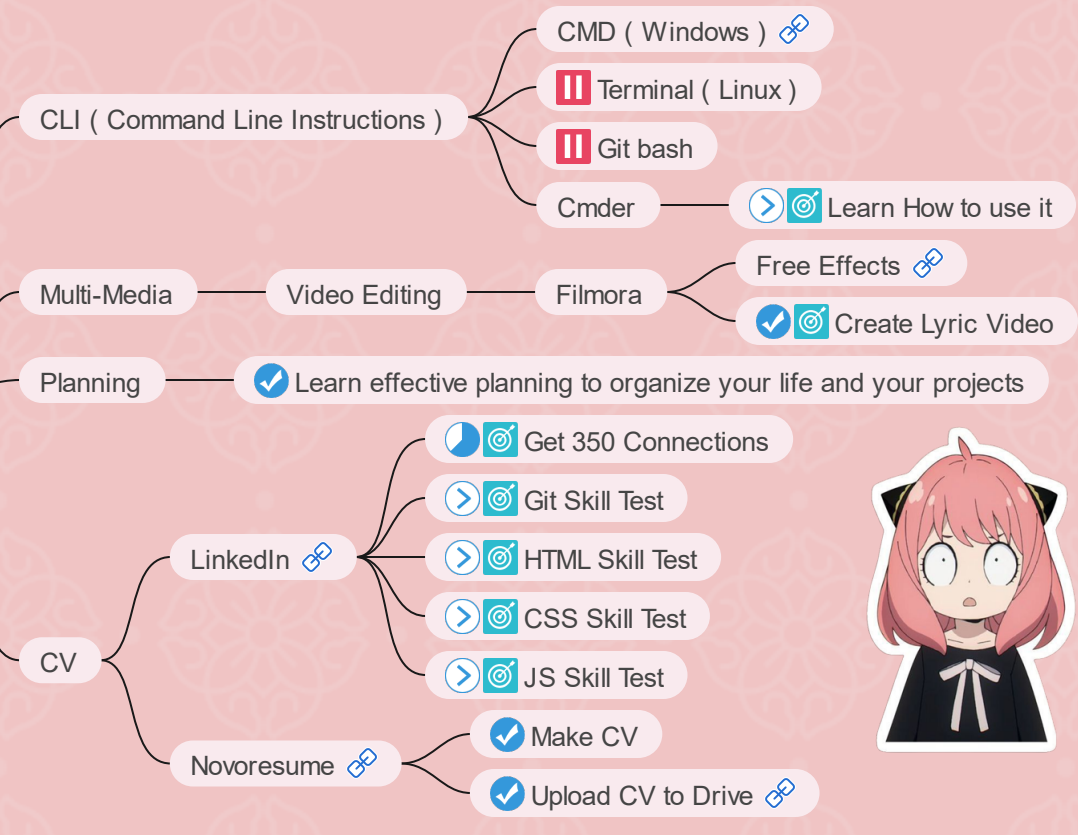 CMD ( Windows )
Terminal ( Linux )
CLI ( Command Line Instructions )
Git bash
Cmder
Learn How to use it
Free Effects
Multi-Media
Video Editing
Filmora
Create Lyric Video
Planning
Learn effective planning to organize your life and your projects
Get 350 Connections
Git Skill Test
LinkedIn
HTML Skill Test
CSS Skill Test
CV
JS Skill Test
Make CV
Novoresume
Upload CV to Drive